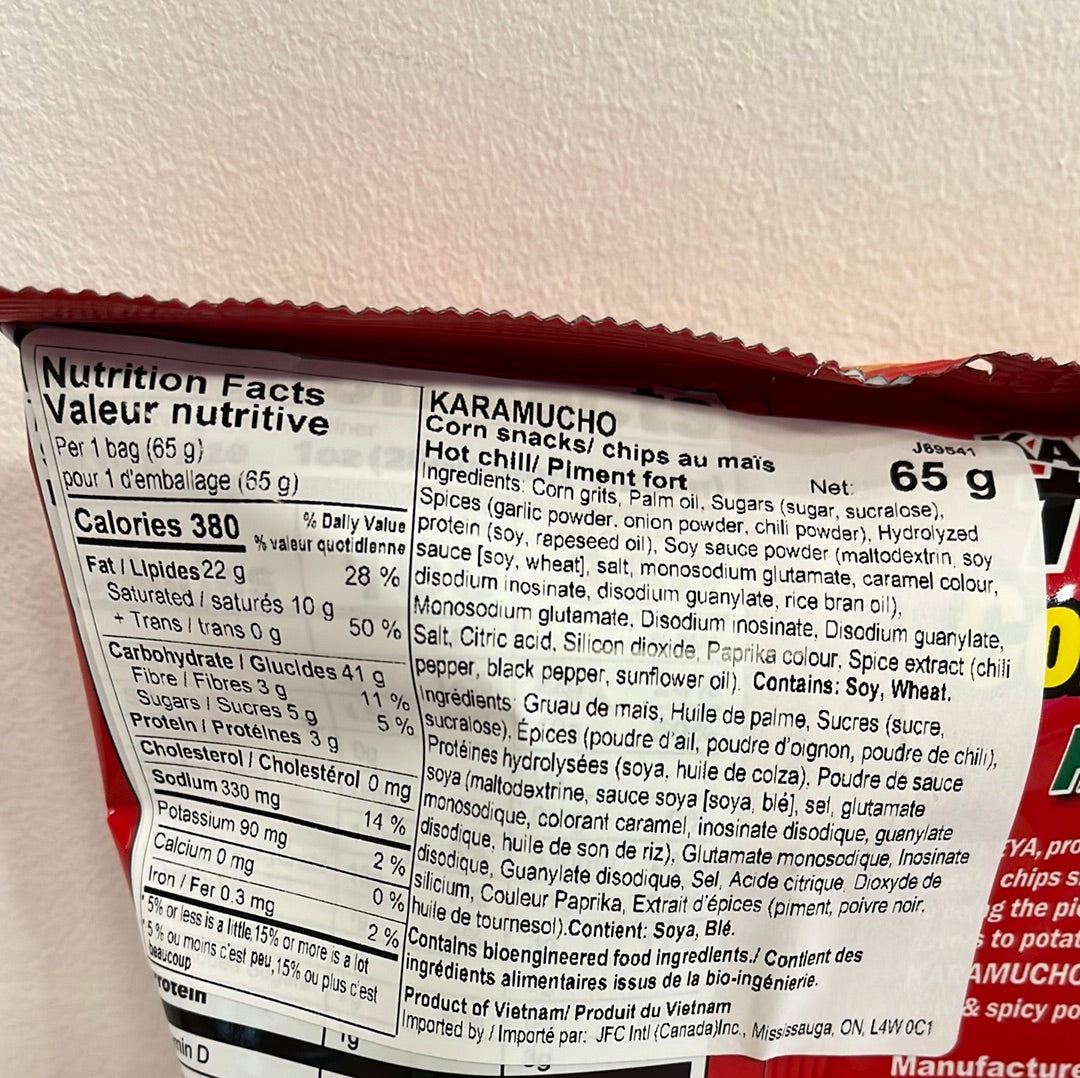 Nutrition Facts
Valeur nutritive
Per 1 bag (65 g)
pour 1 d'emballage (65 g)
Calories 380
% Daily Value
% valeur quotidienne
Fat / Lipides 22 g 28 %
Saturated / saturés 10 g
+ Trans / trans 0 g 50 %
Carbohydrate / Glucides 41 g
Fibre / Fibres 3 g 11 %
Sugars / Sucres 5 g 5 %
Protein / Protéines 3 g
Cholesterol / Cholestérol 0 mg
Sodium 330 mg 14 %
Potassium 90 mg 2 %
Calcium 0 mg 0 %
Iron / Fer 0.3 mg 2 %
*5% or less is a little, 15% or more is a lot
*5% ou moins c'est peu, 15% ou plus c'est
beaucoup
KARAMUCHO
Corn snacks/ chips au maïs
Hot chill/ Piment fort
J69541
Net: 65 g
Ingredients: Corn grits, Palm oil, Sugars (sugar, sucralose),
Spices (garlic powder, onion powder, chili powder), Hydrolyzed
protein (soy, rapeseed oil), Soy sauce powder (maltodextrin, soy
sauce [soy, wheat], salt, monosodium glutamate, caramel colour,
disodium inosinate, disodium guanylate, rice bran oil),
Monosodium glutamate, Disodium inosinate, Disodium guanylate,
Salt, Citric acid, Silicon dioxide, Paprika colour, Spice extract (chili
pepper, black pepper, sunflower oil). Contains: Soy, Wheat.
Ingrédients: Gruau de mais, Huile de palme, Sucres (sucre,
sucralose), Épices (poudre d'ail, poudre d'oignon, poudre de chili),
Protéines hydrolysées (soya, huile de colza), Poudre de sauce
soya (maltodextrine, sauce soya [soya, blé], sel, glutamate
monosodique, colorant caramel, inosinate disodique, guanylate
disodique, huile de son de riz), Glutamate monosodique, Inosinate
disodique, Guanylate disodique, Sel, Acide citrique, Dioxyde de
silicium, Couleur Paprika, Extrait d'épices (piment, poivre noir,
huile de tournesol).Contient: Soya, Blé.
Contains bioengineered food ingredients./ Contient des
ingrédients alimentaires issus de la bio-ingénierie.
Product of Vietnam/ Produit du Vietnam
Imported by / Importé par: JFC Intl (Canada)Inc., Mississauga, ON, L4W 0C1
YA, pro
chips s
g the pi
to potat
KARAMUCHO
& spicy po
Manufacture
rotein
min D
1g
3g